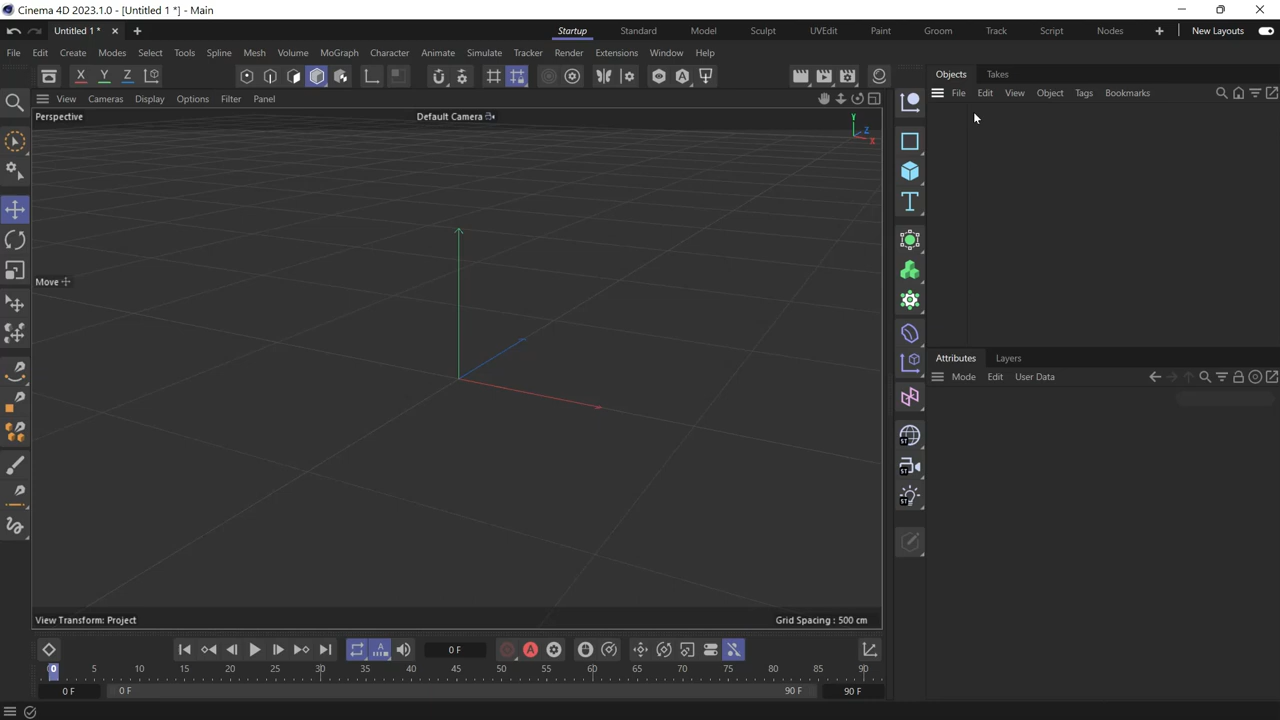 Cinema 4D 2023.1.0 - [Untitled 1 *] - Main
Untitled 1 *
Startup Standard Model Sculpt UVEdit Paint Groom Track Script Nodes New Layouts
File Edit Create Modes Select Tools Spline Mesh Volume MoGraph Character Animate Simulate Tracker Render Extensions Window Help
X Y Z
Objects Takes
View Cameras Display Options Filter Panel
File Edit View Object Tags Bookmarks
Perspective
Default Camera
Y
Z
X
Move
Attributes Layers
Mode Edit User Data
ST
ST
ST
View Transform: Project
Grid Spacing : 500 cm
0 F
0 5 10 15 20 25 30 35 40 45 50 55 60 65 70 75 80 85 90
0 F 0 F 90 F 90 F